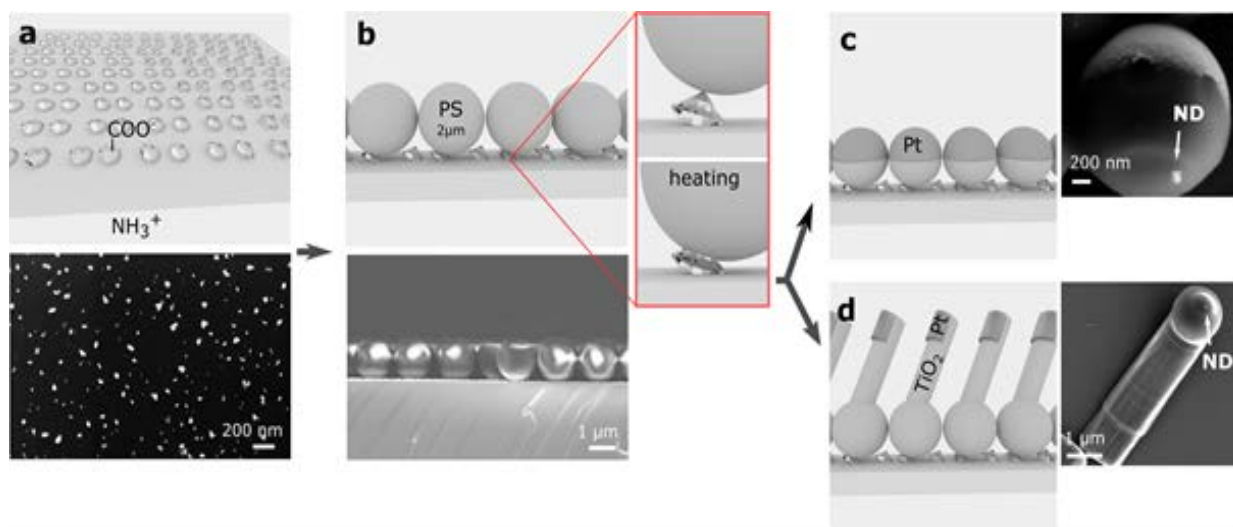 a
COO
NH₃⁺
200 nm
b
PS
2μm
heating
1 μm
c
Pt
ND
200 nm
d
Pt
TiO₂
ND
1 μm